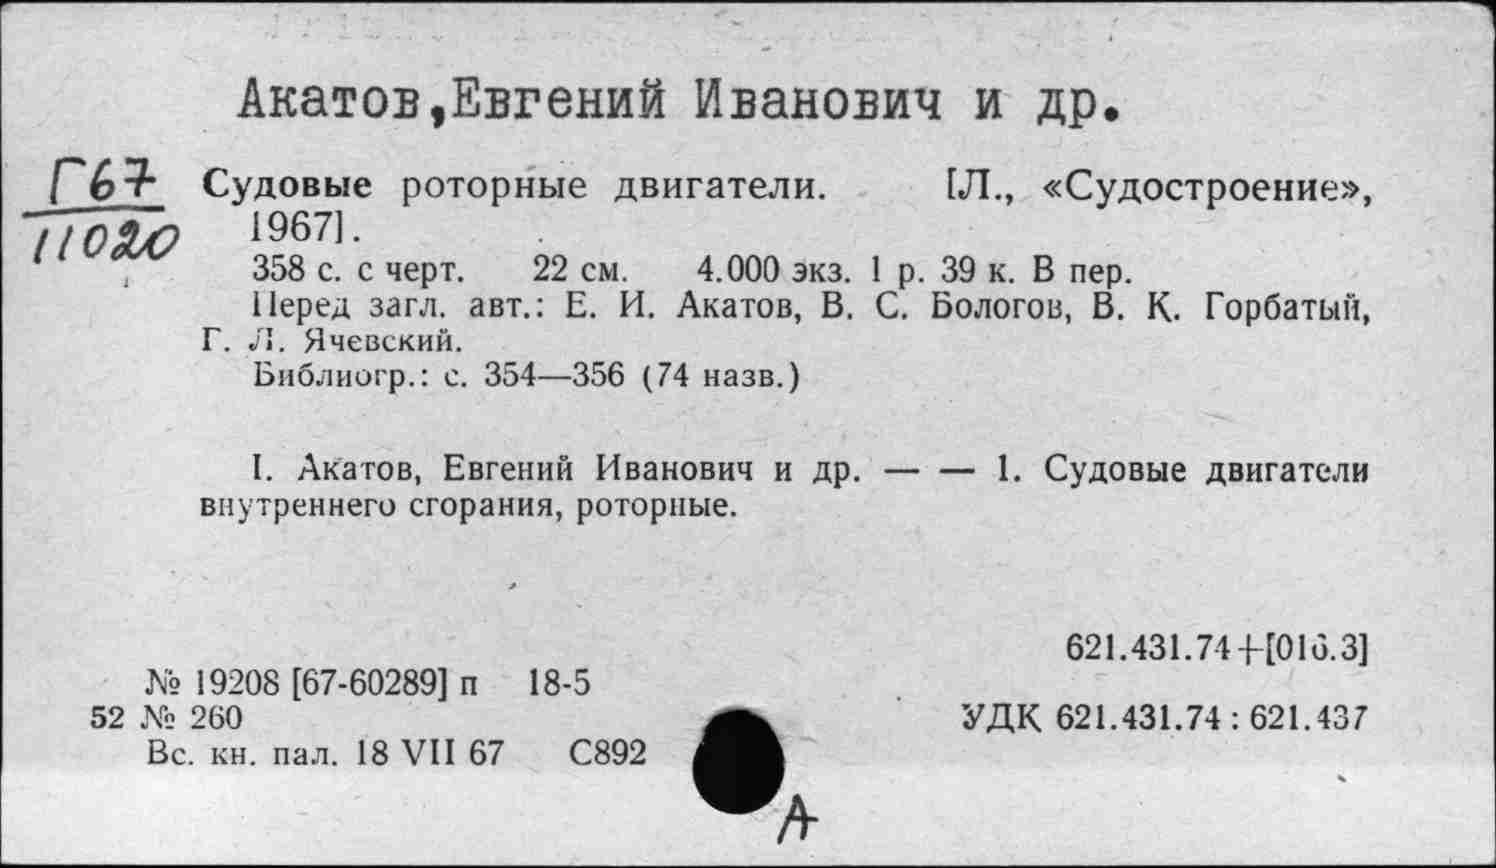 Акатов,Евгений Иванович и др.
Г67
11020
Судовые роторные двигатели. [Л., «Судостроение»,
1967].
358 с. с черт. 22 см. 4.000 экз. 1 р. 39 к. В пер.
Перед загл. авт.: Е. И. Акатов, В. С. Бологов, В. К. Горбатый,
Г. Л. Ячевский.
Библиогр.: с. 354—356 (74 назв.)
I. Акатов, Евгений Иванович и др. — — 1. Судовые двигатели
внутреннего сгорания, роторные.
621.431.74+[016.3]
№ 19208 [67-60289] п 18-5
52 № 260
УДК 621.431.74 : 621.437
Вс. кн. пал. 18 VII 67 С892
А